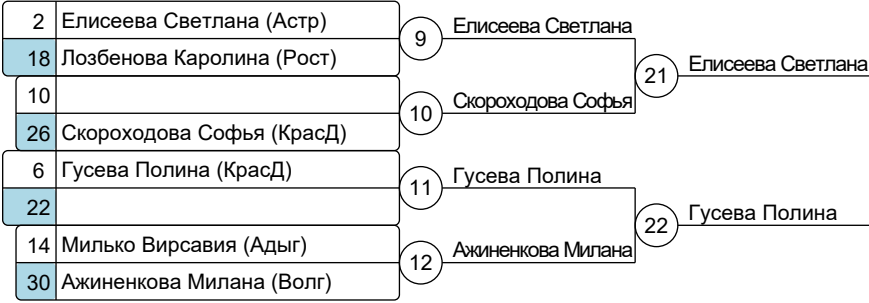 2 Елисеева Светлана (Астр)
18 Лозбенова Каролина (Рост)
9 Елисеева Светлана
10
26 Скороходова Софья (КрасД)
10 Скороходова Софья
21 Елисеева Светлана
6 Гусева Полина (КрасД)
22
11 Гусева Полина
14 Милько Вирсавия (Адыг)
30 Ажиненкова Милана (Волг)
12 Ажиненкова Милана
22 Гусева Полина